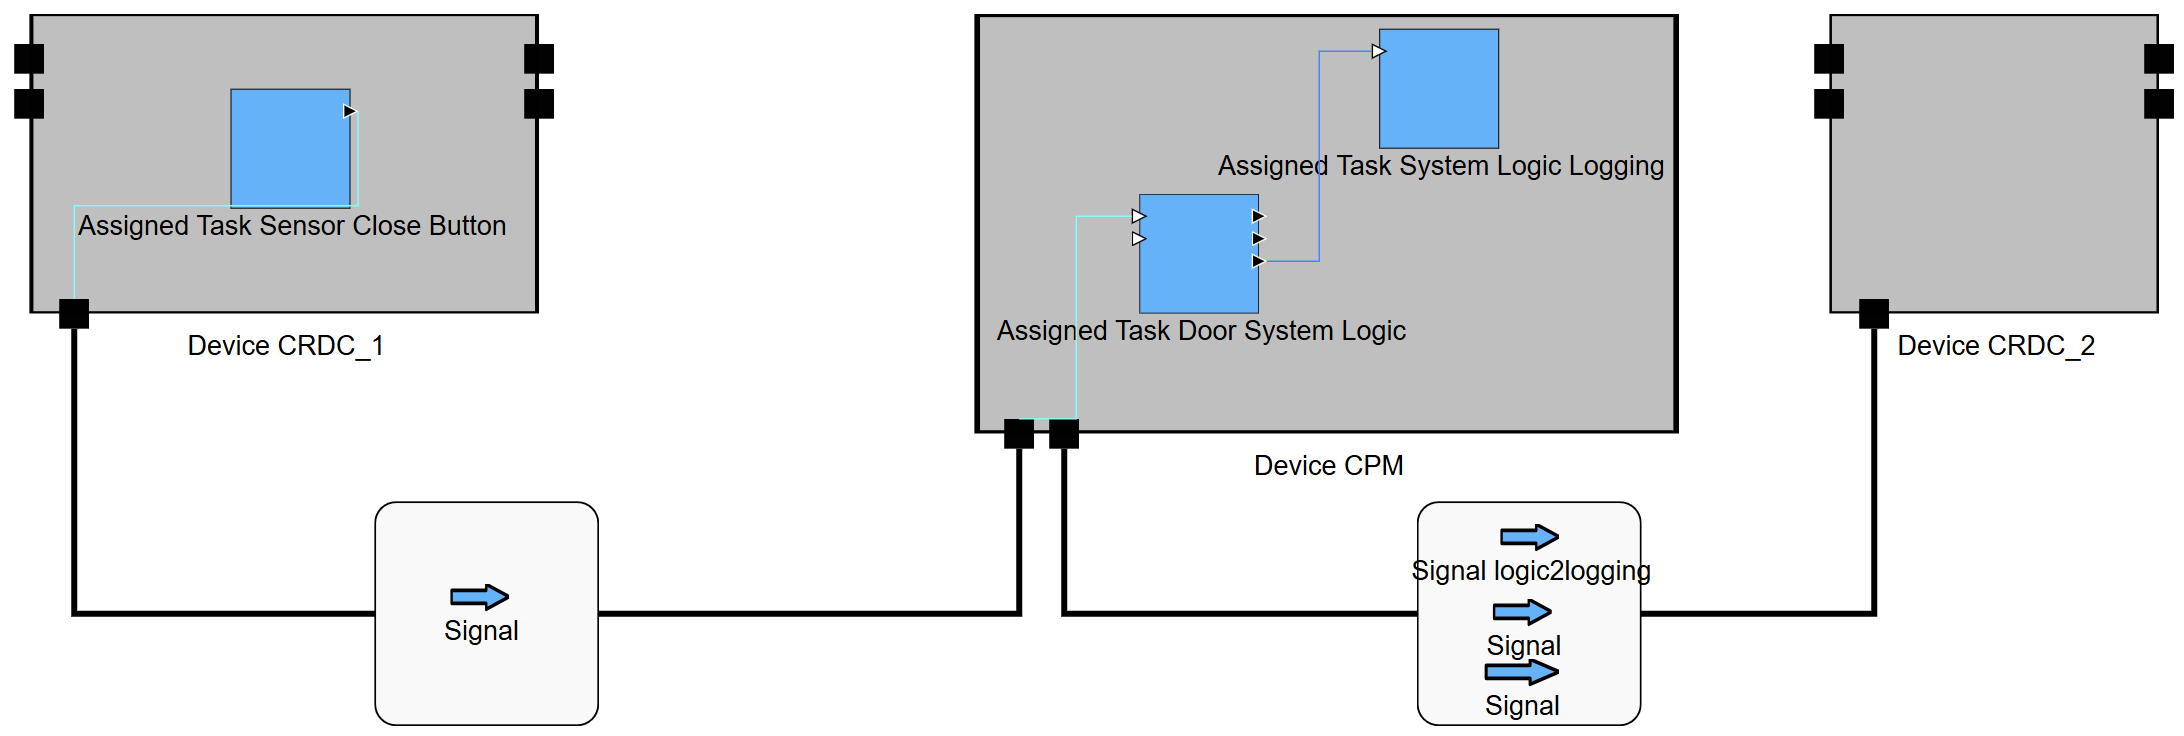 Assigned Task System Logic Logging
Assigned Task Sensor Close Button
Assigned Task Door System Logic
Device CRDC_1
Device CRDC_2
Device CPM
Signal logic2logging
Signal
Signal
Signal